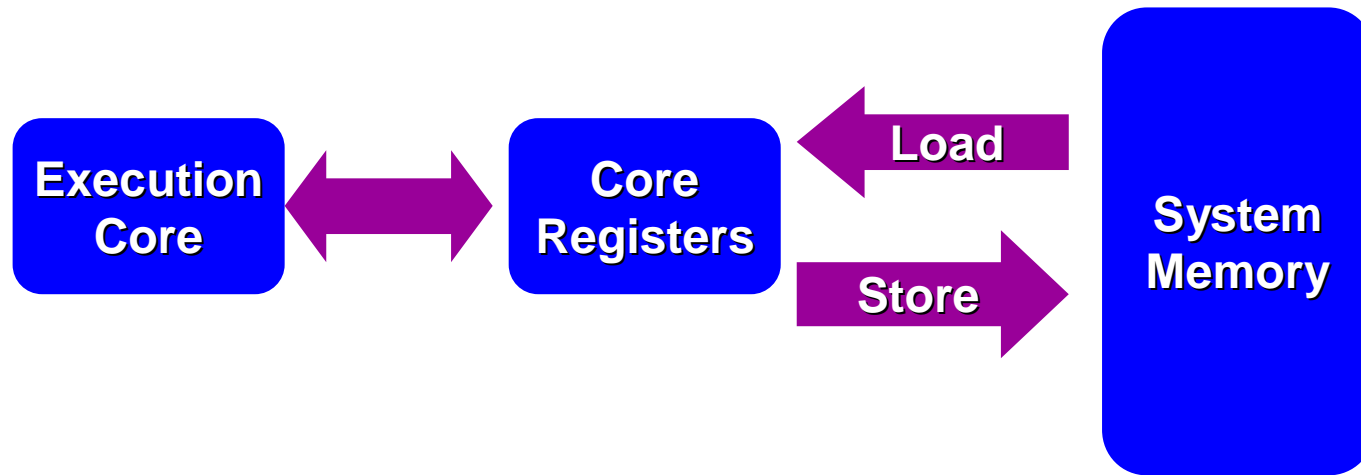 Execution
Core
Core
Registers
Load
Store
System
Memory